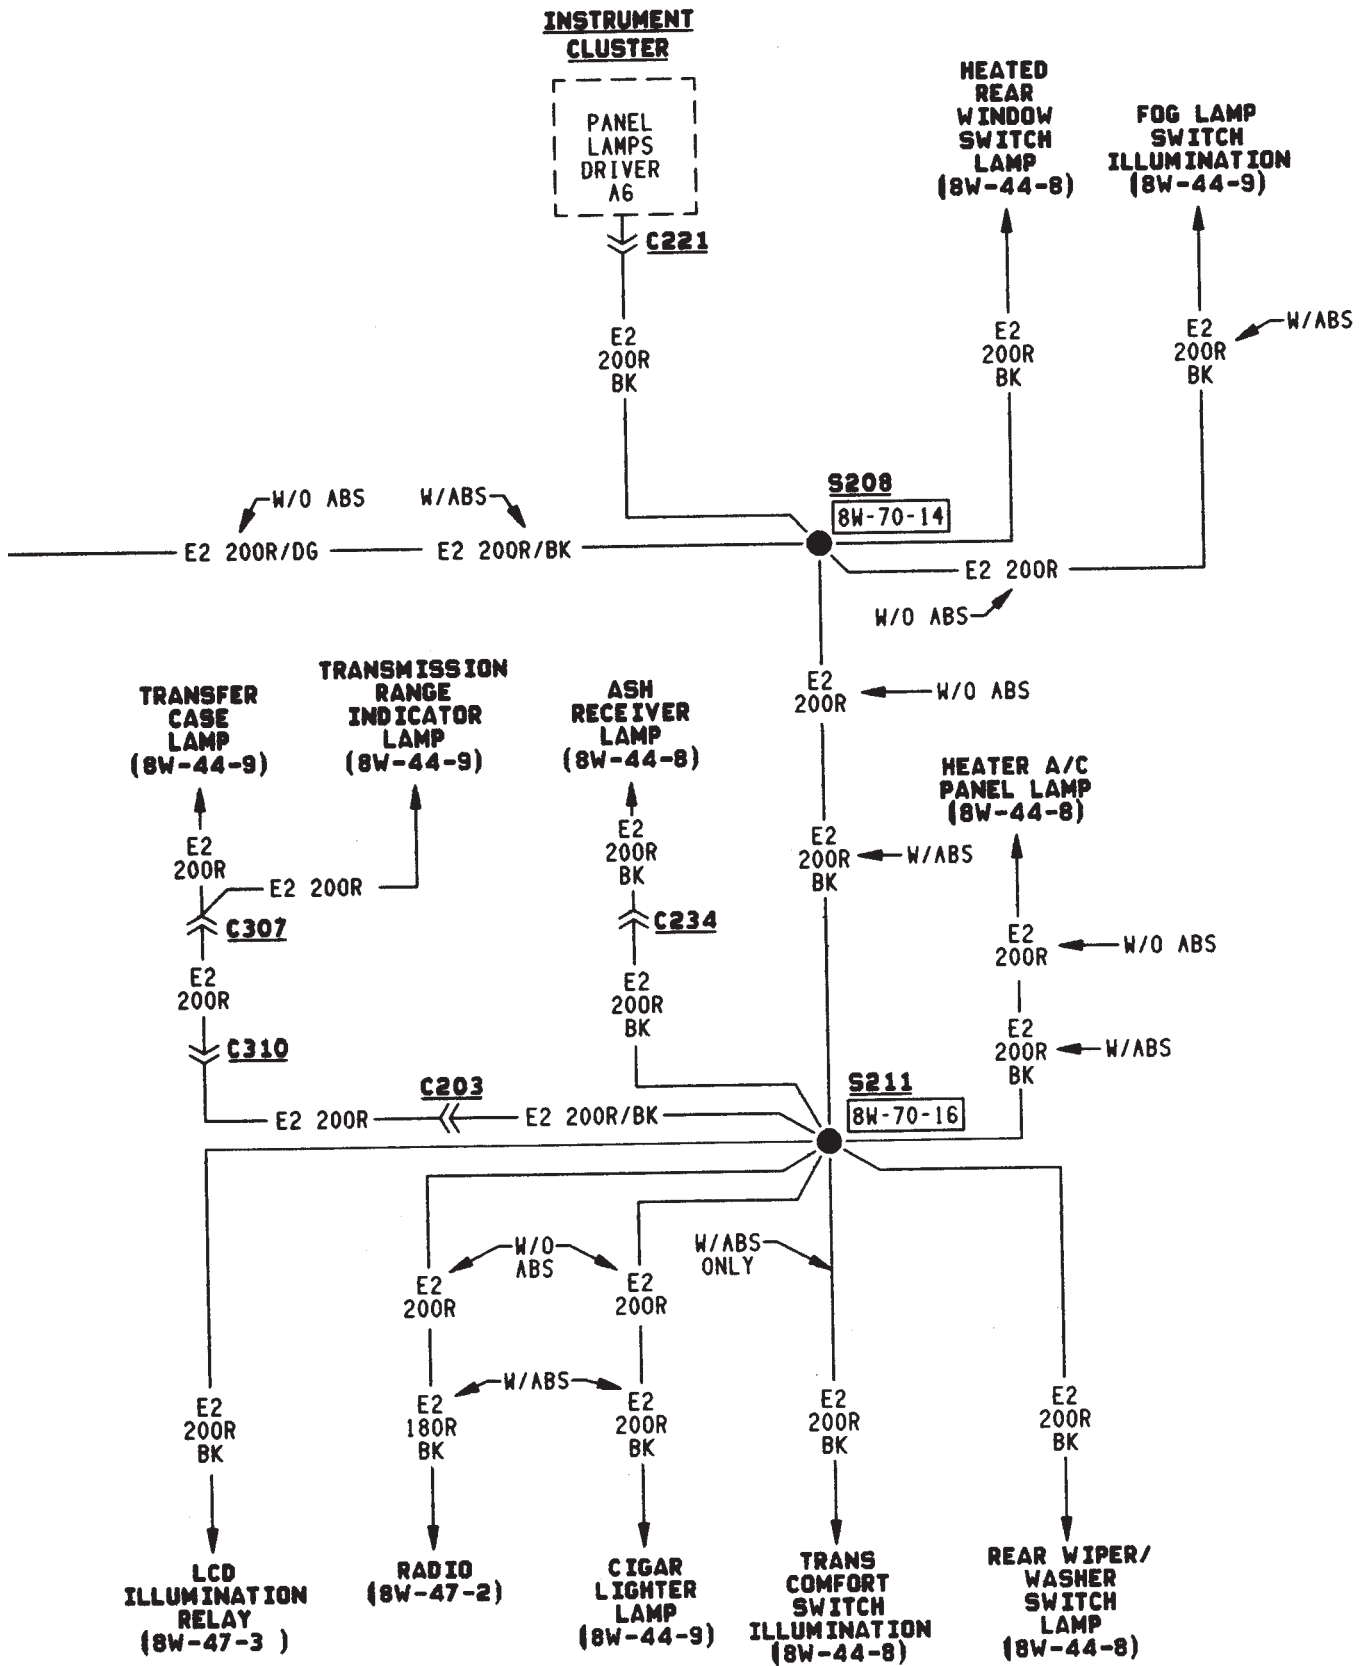 INSTRUMENT
CLUSTER
PANEL
LAMPS
DRIVER
A6
C221
E2
200R
BK
HEATED
REAR
WINDOW
SWITCH
LAMP
(8W-44-8)
E2
200R
BK
FOG LAMP
SWITCH
ILLUMINATION
(8W-44-9)
E2
200R
BK
W/ABS
S208
8W-70-14
W/O ABS
W/ABS
E2 200R/DG
E2 200R/BK
E2 200R
W/O ABS
E2
200R
W/O ABS
E2
200R
BK
W/ABS
TRANSFER
CASE
LAMP
(8W-44-9)
E2
200R
TRANSMISSION
RANGE
INDICATOR
LAMP
(8W-44-9)
E2 200R
C307
E2
200R
C310
E2 200R
C203
E2 200R/BK
ASH
RECEIVER
LAMP
(8W-44-8)
E2
200R
BK
C234
E2
200R
BK
HEATER A/C
PANEL LAMP
(8W-44-8)
E2
200R
W/O ABS
E2
200R
BK
W/ABS
S211
8W-70-16
W/O
ABS
W/ABS
ONLY
E2
200R
E2
200R
W/ABS
E2
200R
BK
E2
180R
BK
E2
200R
BK
E2
200R
BK
E2
200R
BK
LCD
ILLUMINATION
RELAY
(8W-47-3 )
RADIO
(8W-47-2)
CIGAR
LIGHTER
LAMP
(8W-44-9)
TRANS
COMFORT
SWITCH
ILLUMINATION
(8W-44-8)
REAR WIPER/
WASHER
SWITCH
LAMP
(8W-44-8)